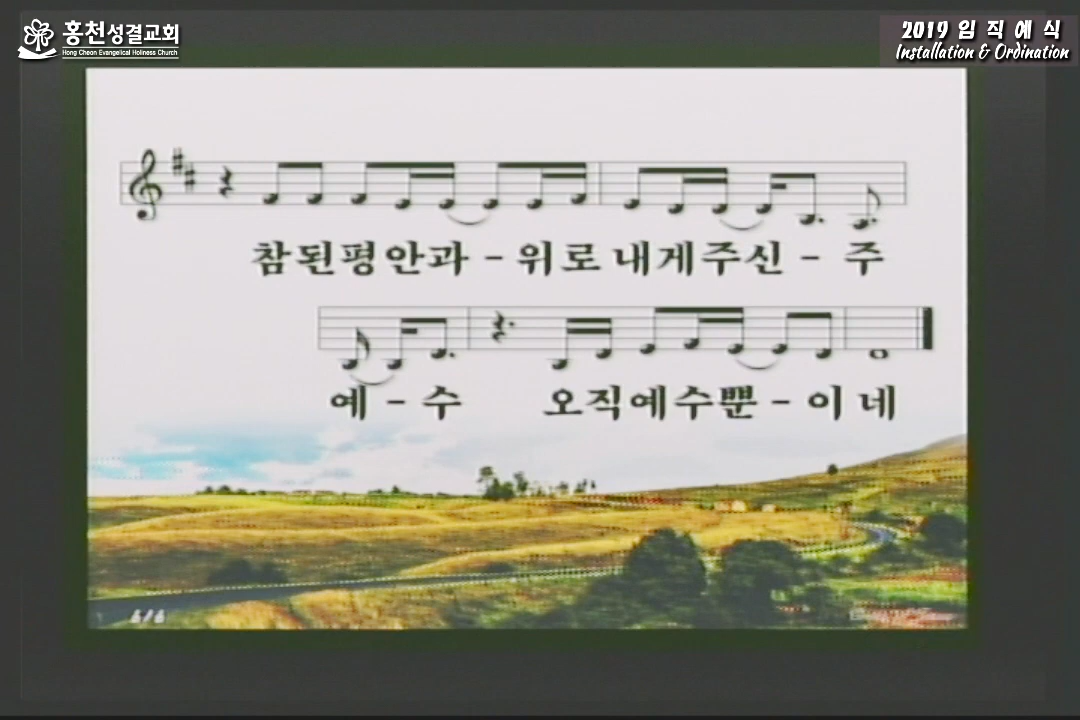 홍천성결교회
Hong Cheon Evangelical Holiness Church
2019 임 직 예 식
Installation & Ordination
참된평안과 - 위로 내게주신 - 주
예 - 수 오직예수뿐 - 이 네
6/6